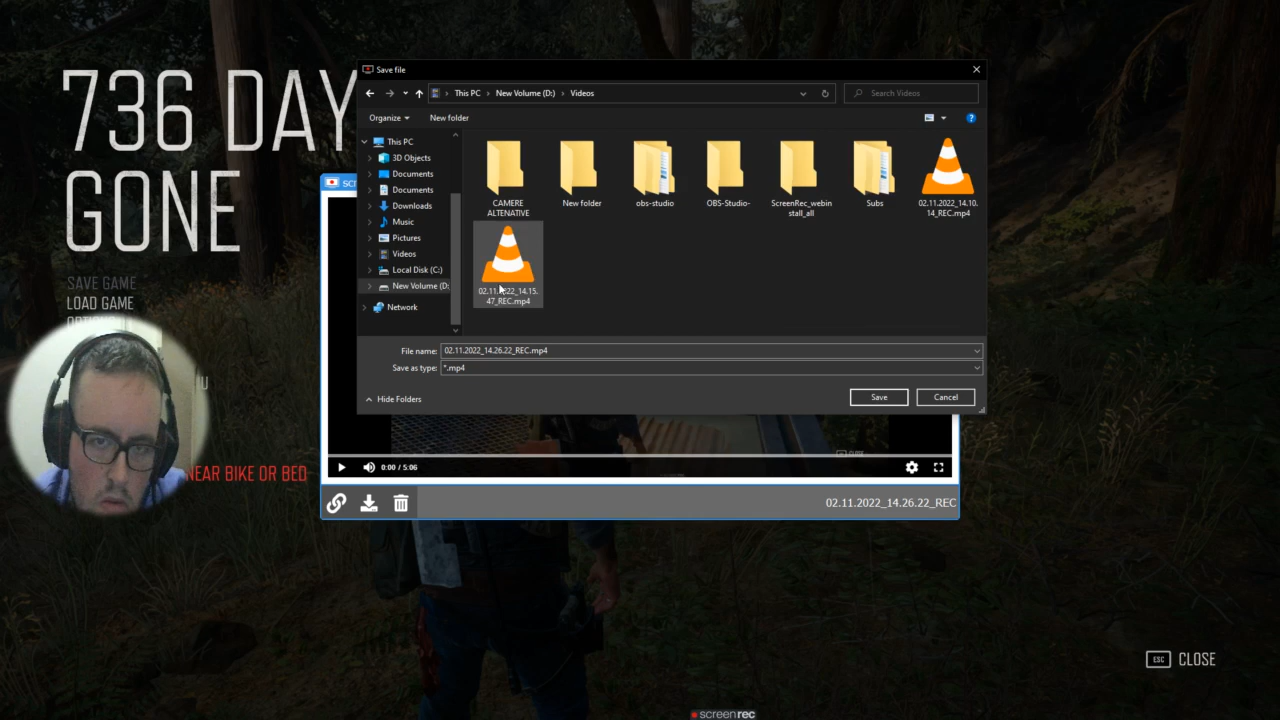 736 DAY
GONE
SAVE GAME
LOAD GAME
NEAR BIKE OR BED
Save file
This PC
New Volume (D:)
Videos
Search Videos
Organize
New folder
This PC
3D Objects
Documents
Documents
Downloads
Music
Pictures
Videos
Local Disk (C:)
New Volume (D:
Network
CAMERE
ALTENATIVE
New folder
obs-studio
OBS-Studio-
ScreenRec_webin
stall_all
Subs
02.11.2022_14.10.
14_REC.mp4
02.11.2022_14.15.
47_REC.mp4
File name:
02.11.2022_14.26.22_REC.mp4
Save as type:
*.mp4
Hide Folders
Save
Cancel
0:00 / 5:06
02.11.2022_14.26.22_REC
ESC
CLOSE
screenrec